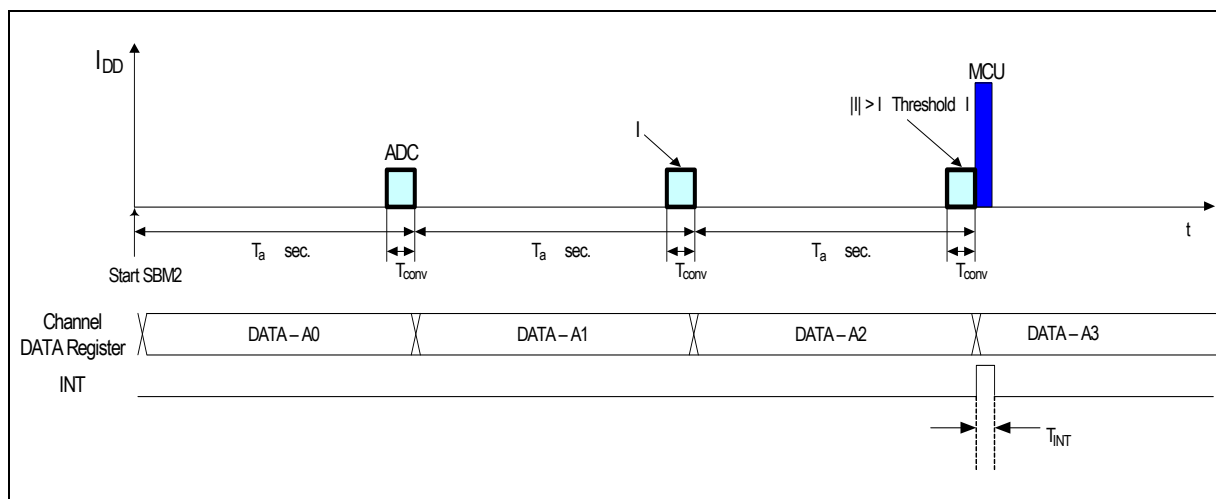 IDD
MCU
|I| > I Threshold I
I
ADC
t
Ta sec.
Ta sec.
Ta sec.
Start SBM2
Tconv
Tconv
Tconv
Channel
DATA Register
DATA – A0
DATA – A1
DATA – A2
DATA – A3
INT
TINT